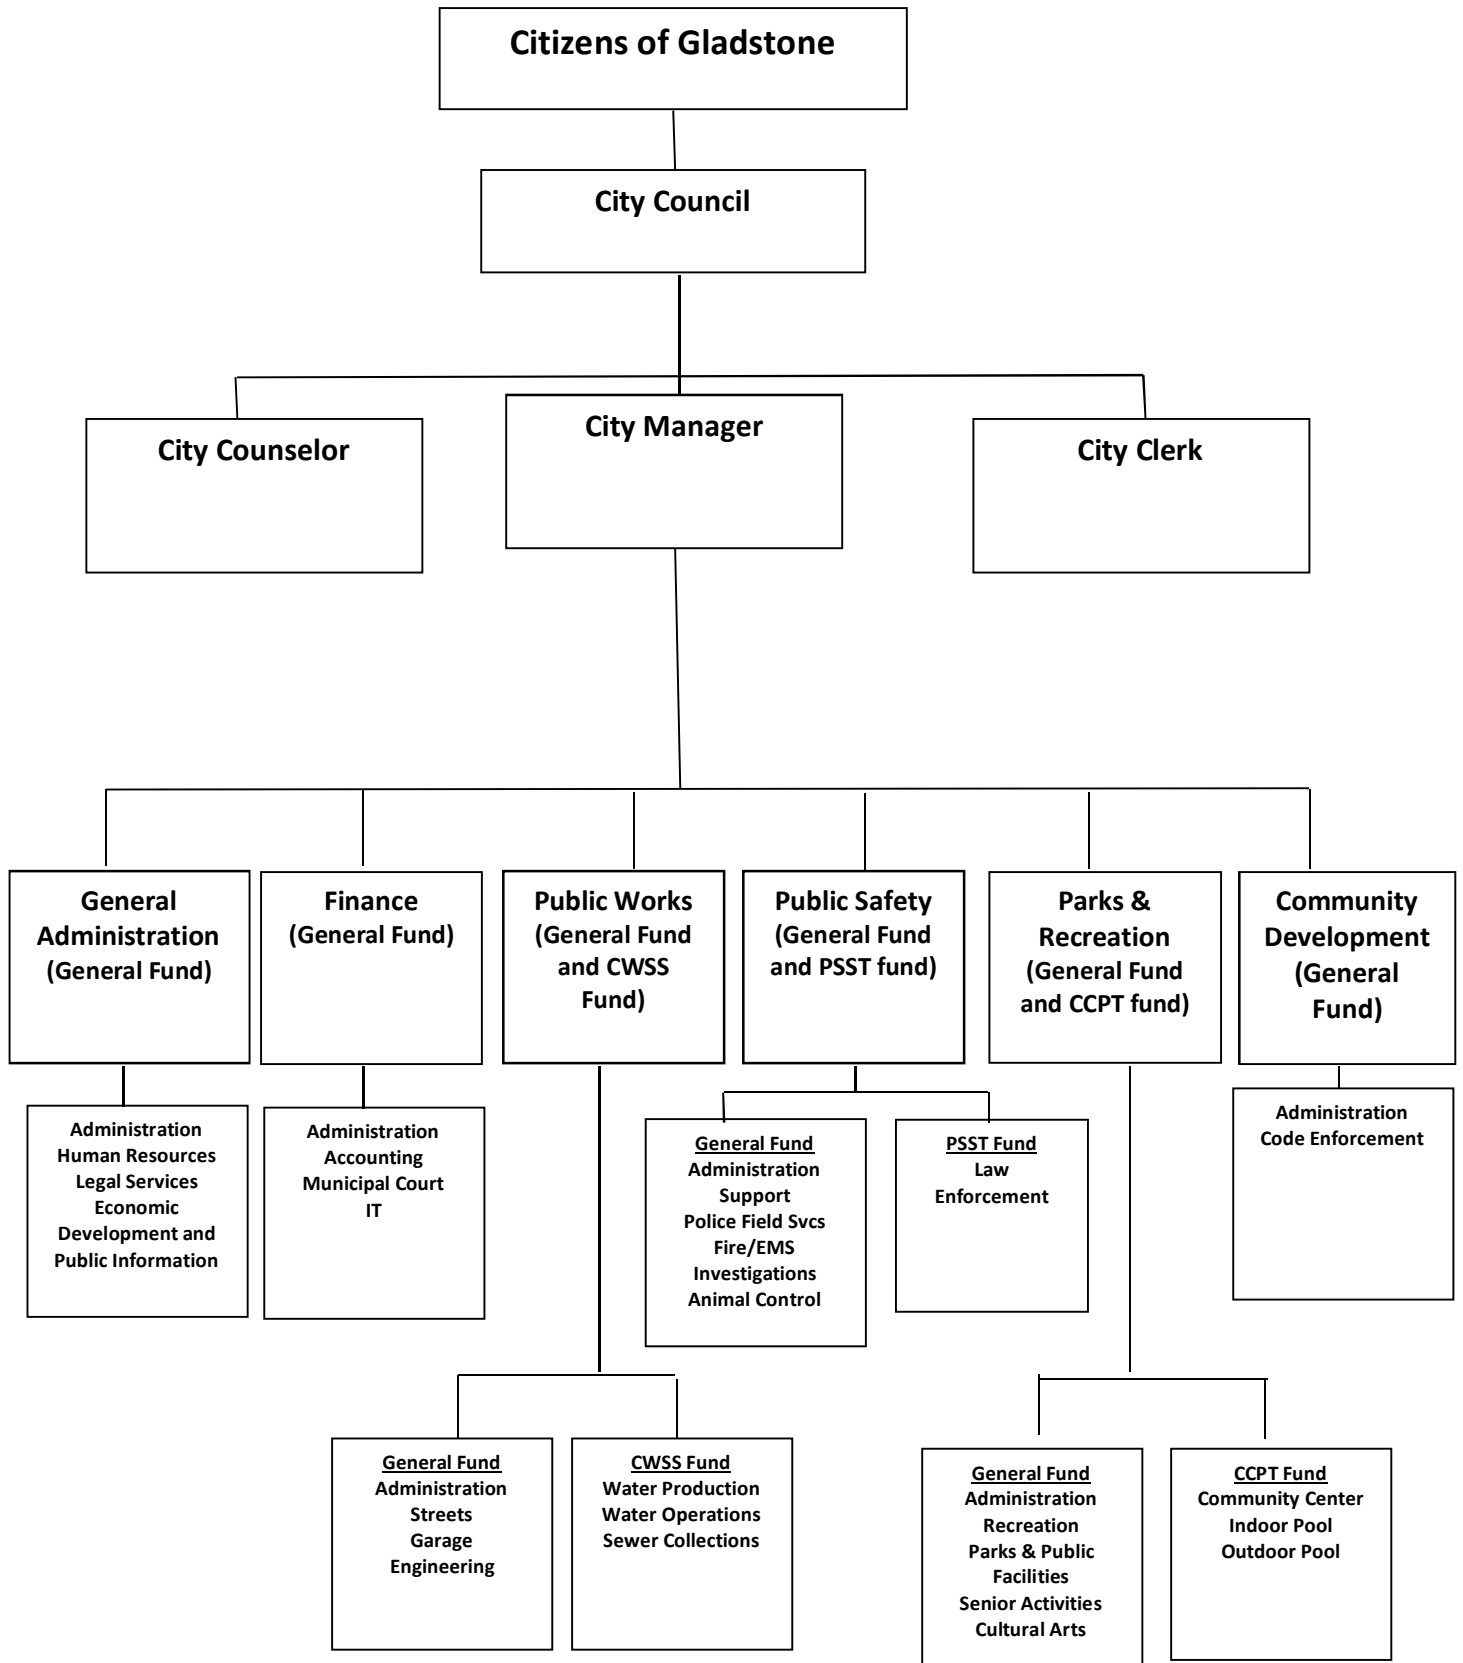 Citizens of Gladstone
City Council
City Counselor
City Manager
City Clerk
General
Administration
(General Fund)
Finance
(General Fund)
Public Works
(General Fund
and CWSS
Fund)
Public Safety
(General Fund
and PSST fund)
Parks &
Recreation
(General Fund
and CCPT fund)
Community
Development
(General
Fund)
Administration
Human Resources
Legal Services
Economic
Development and
Public Information
Administration
Accounting
Municipal Court
IT
General Fund
Administration
Support
Police Field Svcs
Fire/EMS
Investigations
Animal Control
PSST Fund
Law
Enforcement
Administration
Code Enforcement
General Fund
Administration
Streets
Garage
Engineering
CWSS Fund
Water Production
Water Operations
Sewer Collections
General Fund
Administration
Recreation
Parks & Public
Facilities
Senior Activities
Cultural Arts
CCPT Fund
Community Center
Indoor Pool
Outdoor Pool